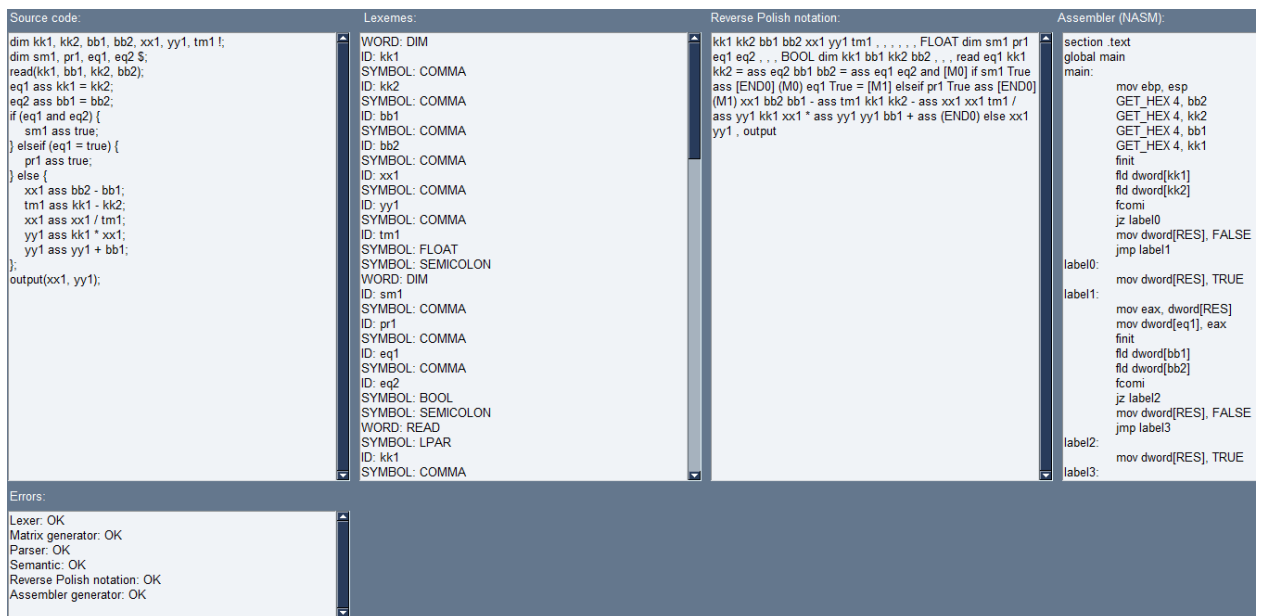 Source code:
dim kk1, kk2, bb1, bb2, xx1, yy1, tm1 !;
dim sm1, pr1, eq1, eq2 $;
read(kk1, bb1, kk2, bb2);
eq1 ass kk1 = kk2;
eq2 ass bb1 = bb2;
if (eq1 and eq2) {
sm1 ass true;
} elseif (eq1 = true) {
pr1 ass true;
} else {
xx1 ass bb2 - bb1;
tm1 ass kk1 - kk2;
xx1 ass xx1 / tm1;
yy1 ass kk1 * xx1;
yy1 ass yy1 + bb1;
};
output(xx1, yy1);
Lexemes:
WORD: DIM
ID: kk1
SYMBOL: COMMA
ID: kk2
SYMBOL: COMMA
ID: bb1
SYMBOL: COMMA
ID: bb2
SYMBOL: COMMA
ID: xx1
SYMBOL: COMMA
ID: yy1
SYMBOL: COMMA
ID: tm1
SYMBOL: FLOAT
SYMBOL: SEMICOLON
WORD: DIM
ID: sm1
SYMBOL: COMMA
ID: pr1
SYMBOL: COMMA
ID: eq1
SYMBOL: COMMA
ID: eq2
SYMBOL: BOOL
SYMBOL: SEMICOLON
WORD: READ
SYMBOL: LPAR
ID: kk1
SYMBOL: COMMA
Reverse Polish notation:
kk1 kk2 bb1 bb2 xx1 yy1 tm1 , , , , , , FLOAT dim sm1 pr1
eq1 eq2 , , , BOOL dim kk1 bb1 kk2 bb2 , , , read eq1 kk1
kk2 = ass eq2 bb1 bb2 = ass eq1 eq2 and [M0] if sm1 True
ass [END0] (M0) eq1 True = [M1] elseif pr1 True ass [END0]
(M1) xx1 bb2 bb1 - ass tm1 kk1 kk2 - ass xx1 xx1 tm1 /
ass yy1 kk1 xx1 * ass yy1 yy1 bb1 + ass (END0) else xx1
yy1 , output
Assembler (NASM):
section .text
global main
main:
mov ebp, esp
GET_HEX 4, bb2
GET_HEX 4, kk2
GET_HEX 4, bb1
GET_HEX 4, kk1
finit
fld dword[kk1]
fld dword[kk2]
fcomi
jz label0
mov dword[RES], FALSE
jmp label1
label0:
mov dword[RES], TRUE
label1:
mov eax, dword[RES]
mov dword[eq1], eax
finit
fld dword[bb1]
fld dword[bb2]
fcomi
jz label2
mov dword[RES], FALSE
jmp label3
label2:
mov dword[RES], TRUE
label3:
Errors:
Lexer: OK
Matrix generator: OK
Parser: OK
Semantic: OK
Reverse Polish notation: OK
Assembler generator: OK